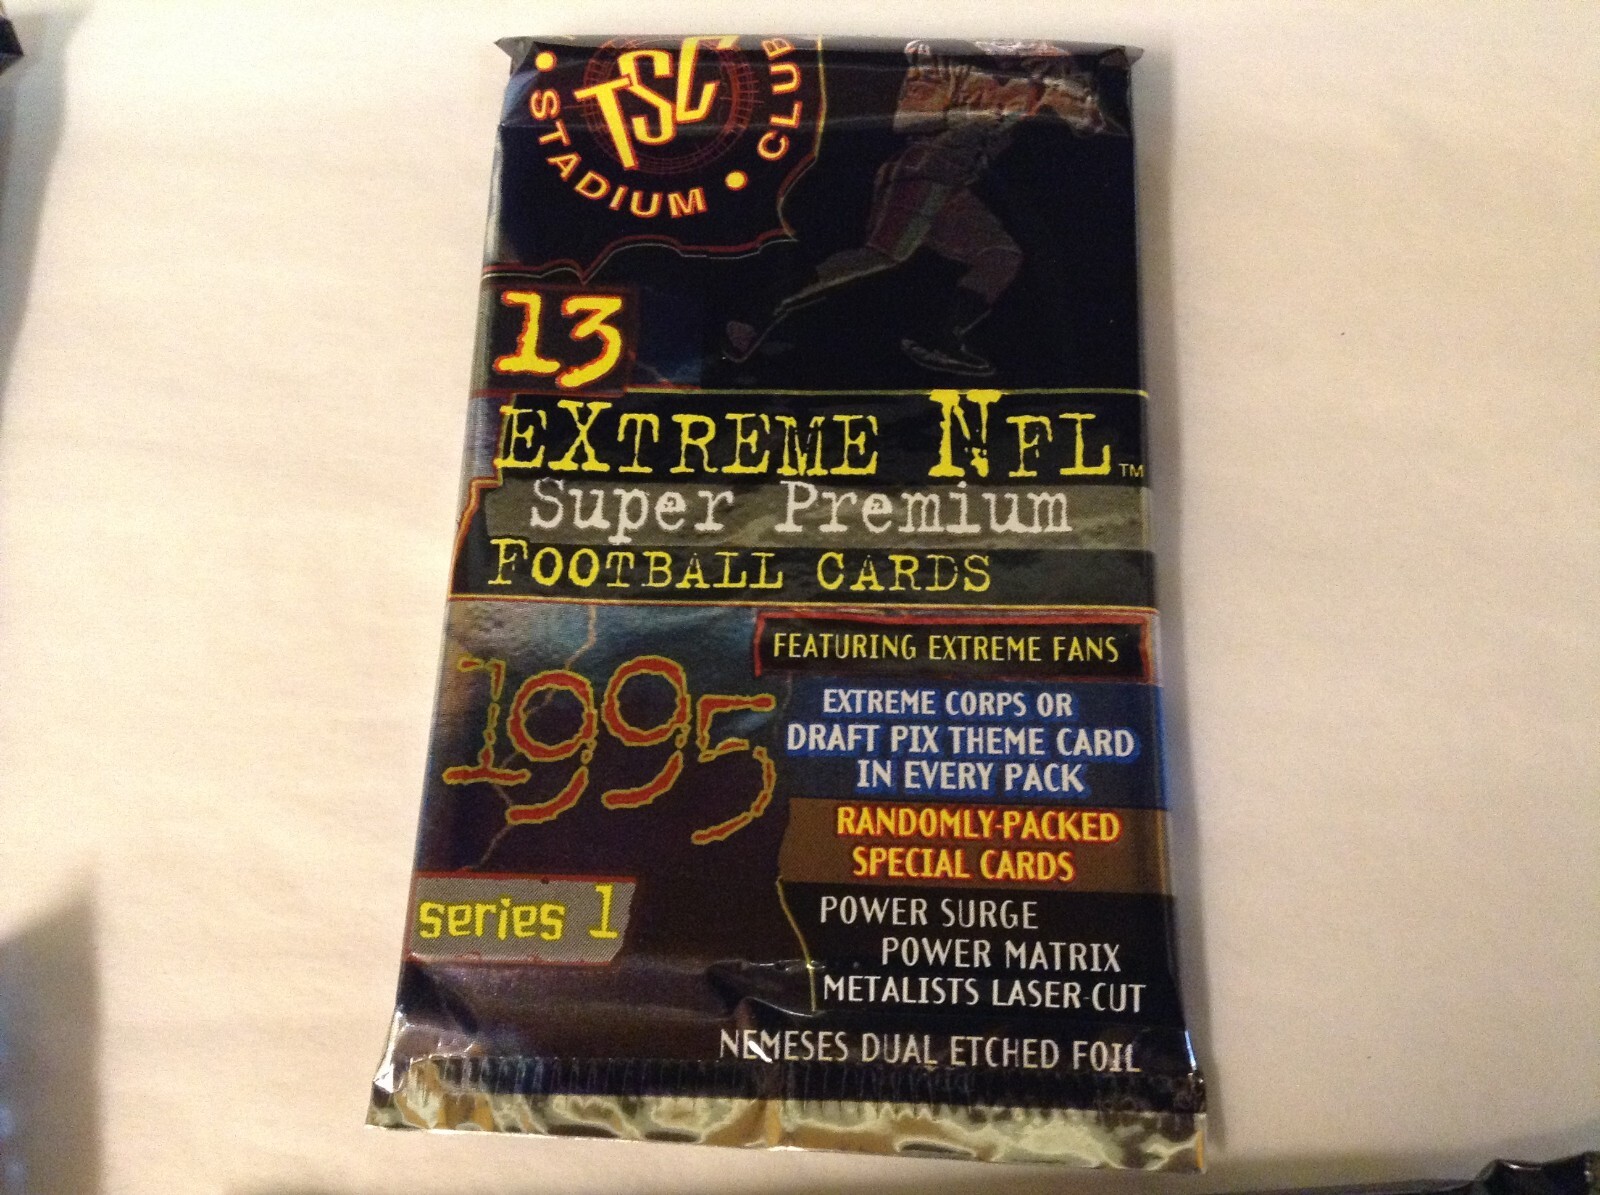 TSC
• STADIUM • CLUB
13
EXTREME NFL™
Super Premium
FOOTBALL CARDS
FEATURING EXTREME FANS
1995
EXTREME CORPS OR
DRAFT PIX THEME CARD
IN EVERY PACK
RANDOMLY-PACKED
SPECIAL CARDS
series 1
POWER SURGE
POWER MATRIX
METALISTS LASER-CUT
NEMESES DUAL ETCHED FOIL